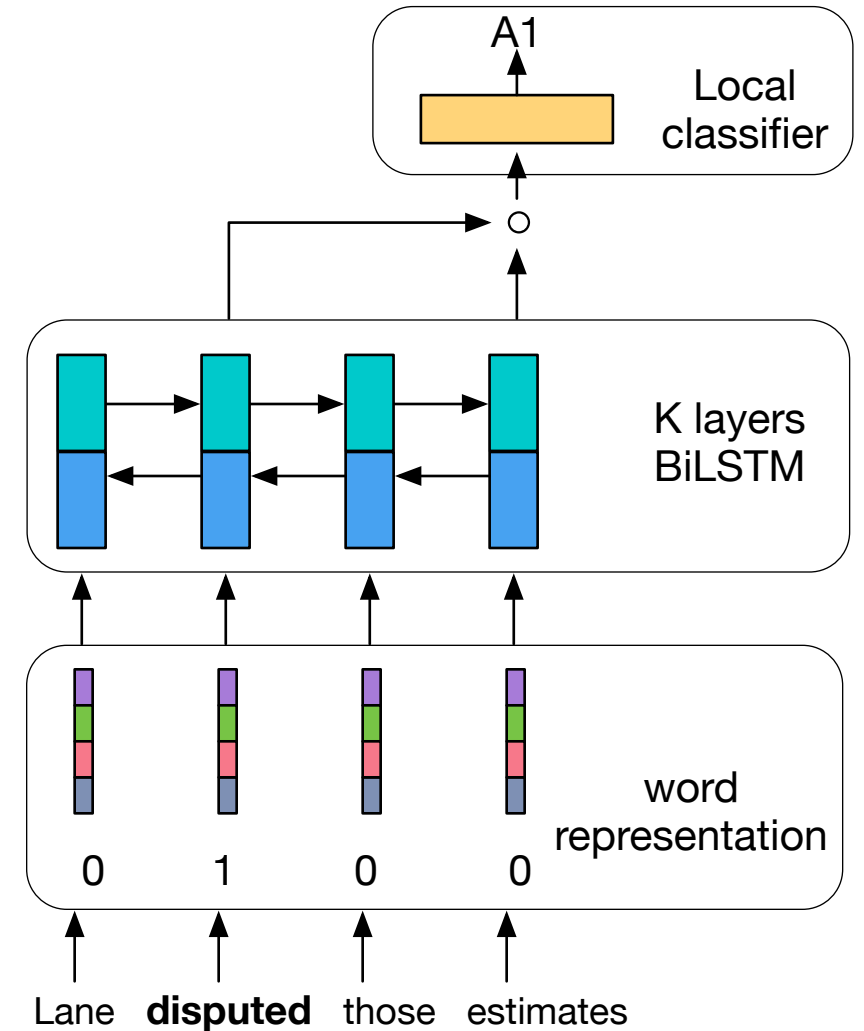 A1
Local
classifier
K layers
BiLSTM
word
representation
0 1 0 0
Lane disputed those estimates